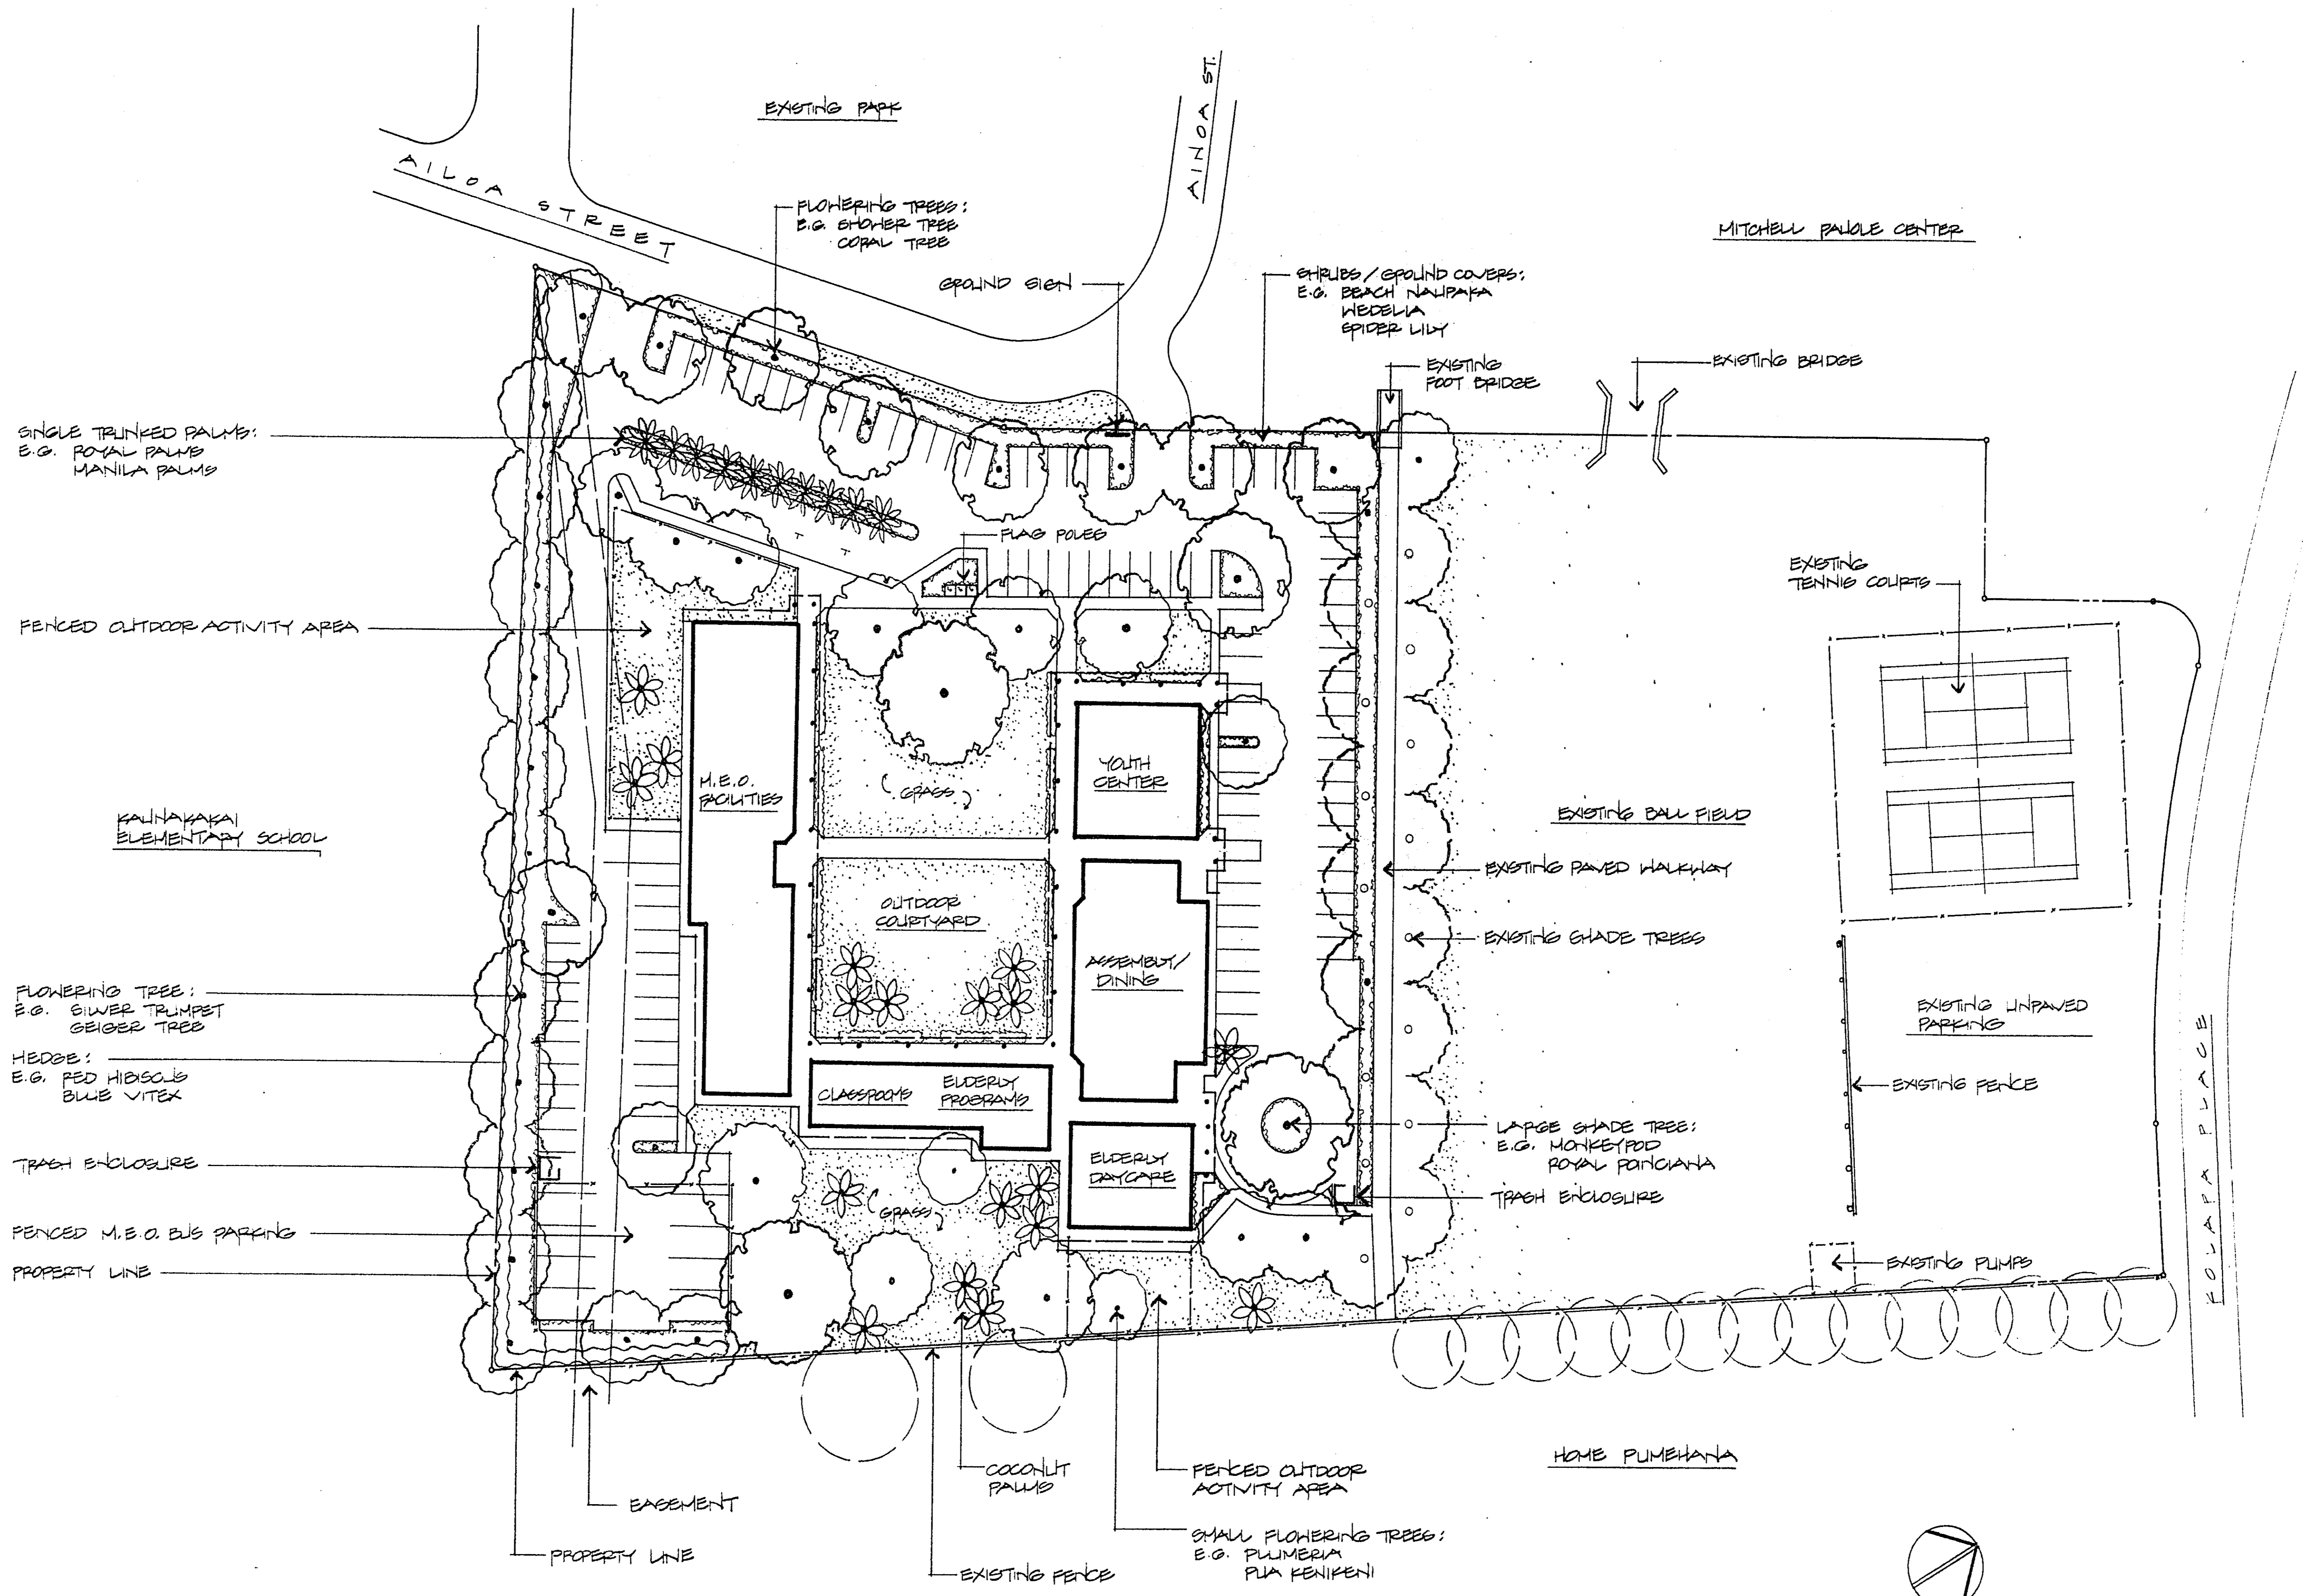 EXISTING PARK
AILOA STREET
AINOA ST.
FLOWERING TREES:
E.G. SHOWER TREE
CORAL TREE
MITCHELL PAUOLE CENTER
GROUND SIGN
SHRUBS/GROUND COVERS:
E.G. BEACH NAUPAKA
WEDELIA
SPIDER LILY
EXISTING
FOOT BRIDGE
EXISTING BRIDGE
SINGLE TRUNKED PALMS:
E.G. ROYAL PALMS
MANILA PALMS
FLAG POLES
EXISTING
TENNIS COURTS
FENCED OUTDOOR ACTIVITY AREA
M.E.O.
FACILITIES
GRASS
YOUTH
CENTER
KAUNAKAKAI
ELEMENTARY SCHOOL
EXISTING BALL FIELD
EXISTING PAVED WALKWAY
OUTDOOR
COURTYARD
EXISTING SHADE TREES
ASSEMBLY/
DINING
FLOWERING TREE:
E.G. SILVER TRUMPET
GEIGER TREE
EXISTING UNPAVED
PARKING
HEDGE:
E.G. RED HIBISCUS
BLUE VITEX
CLASSROOMS
ELDERLY
PROGRAMS
EXISTING FENCE
KOLAPA PLACE
LARGE SHADE TREE:
E.G. MONKEYPOD
ROYAL POINCIANA
TRASH ENCLOSURE
ELDERLY
DAYCARE
TRASH ENCLOSURE
GRASS
FENCED M.E.O. BUS PARKING
PROPERTY LINE
EXISTING PUMPS
HOME PUMEHANA
COCONUT
PALMS
FENCED OUTDOOR
ACTIVITY AREA
EASEMENT
SMALL FLOWERING TREES:
E.G. PLUMERIA
PUA KENIKENI
PROPERTY LINE
EXISTING FENCE